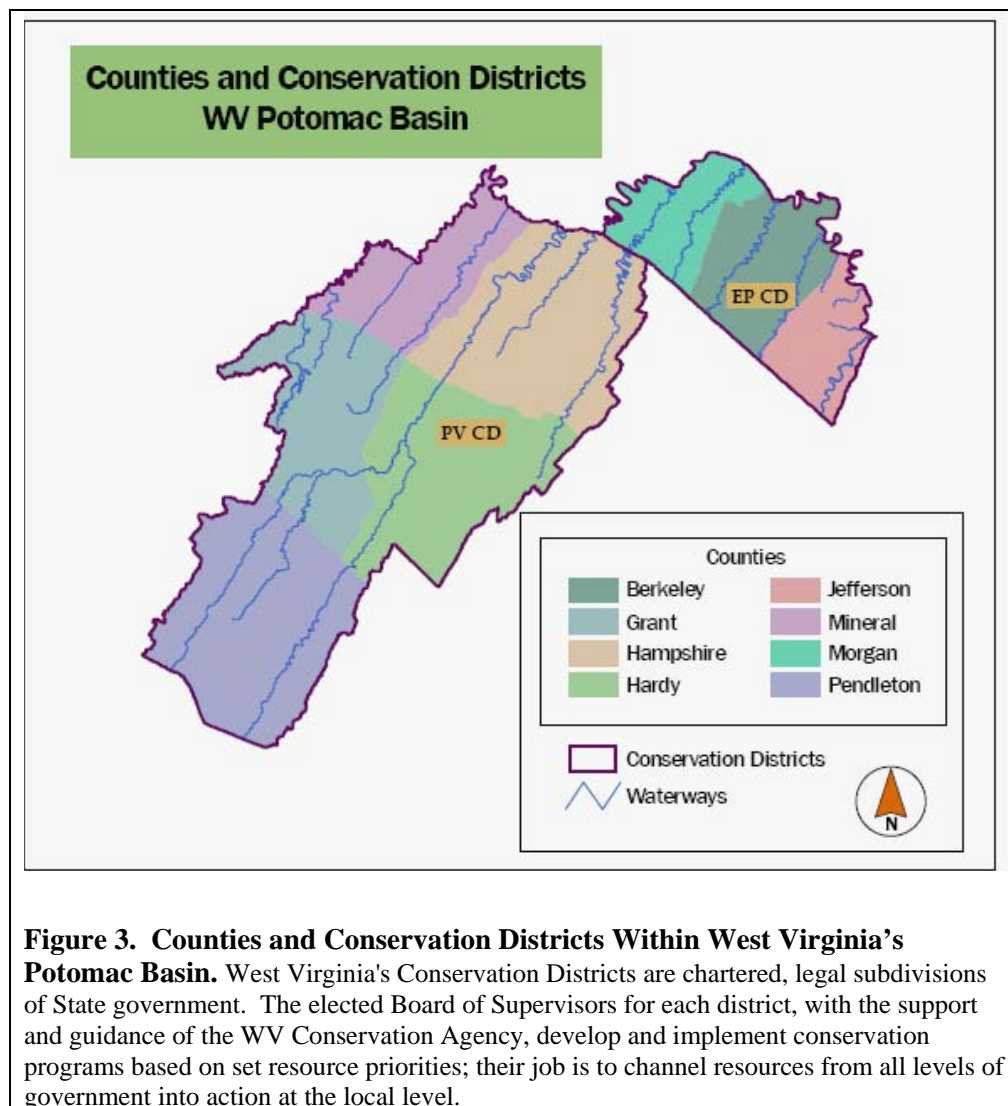 Counties and Conservation Districts
WV Potomac Basin
EP CD
PV CD
Counties
Berkeley
Grant
Hampshire
Hardy
Jefferson
Mineral
Morgan
Pendleton
Conservation Districts
Waterways
N
Figure 3. Counties and Conservation Districts Within West Virginia's
Potomac Basin. West Virginia's Conservation Districts are chartered, legal subdivisions
of State government. The elected Board of Supervisors for each district, with the support
and guidance of the WV Conservation Agency, develop and implement conservation
programs based on set resource priorities; their job is to channel resources from all levels of
government into action at the local level.